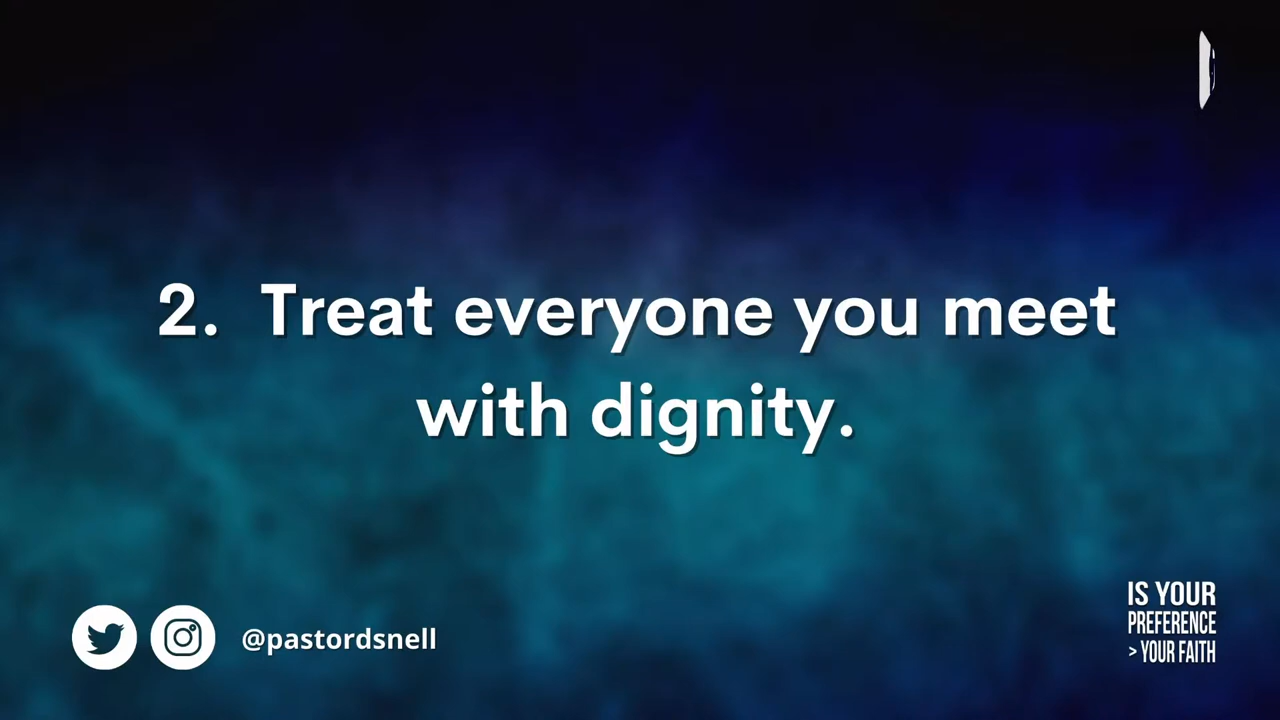 2. Treat everyone you meet
with dignity.
@pastordsnell
IS YOUR
PREFERENCE
> YOUR FAITH